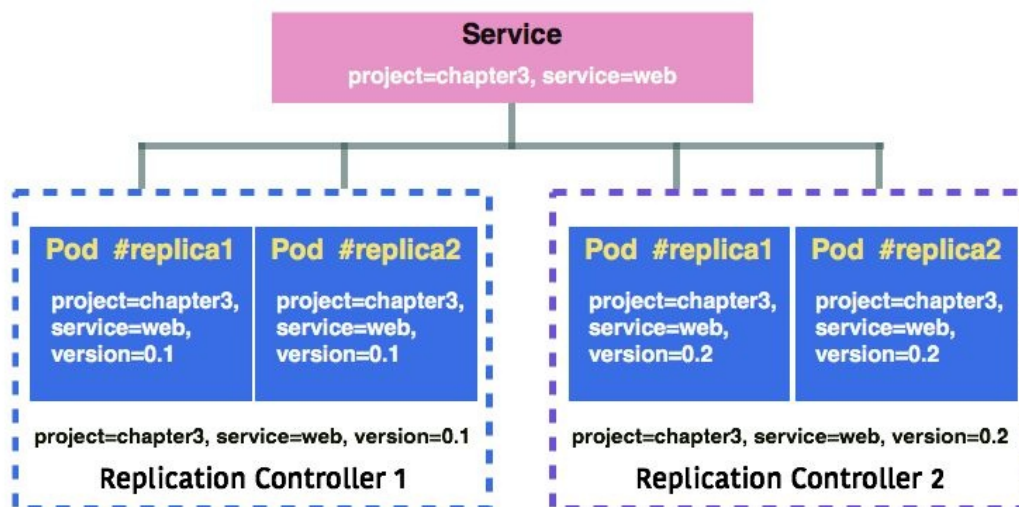 Service
project=chapter3, service=web
Pod #replica1
project=chapter3,
service=web,
version=0.1
Pod #replica2
project=chapter3,
service=web,
version=0.1
project=chapter3, service=web, version=0.1
Replication Controller 1
Pod #replica1
project=chapter3,
service=web,
version=0.2
Pod #replica2
project=chapter3,
service=web,
version=0.2
project=chapter3, service=web, version=0.2
Replication Controller 2